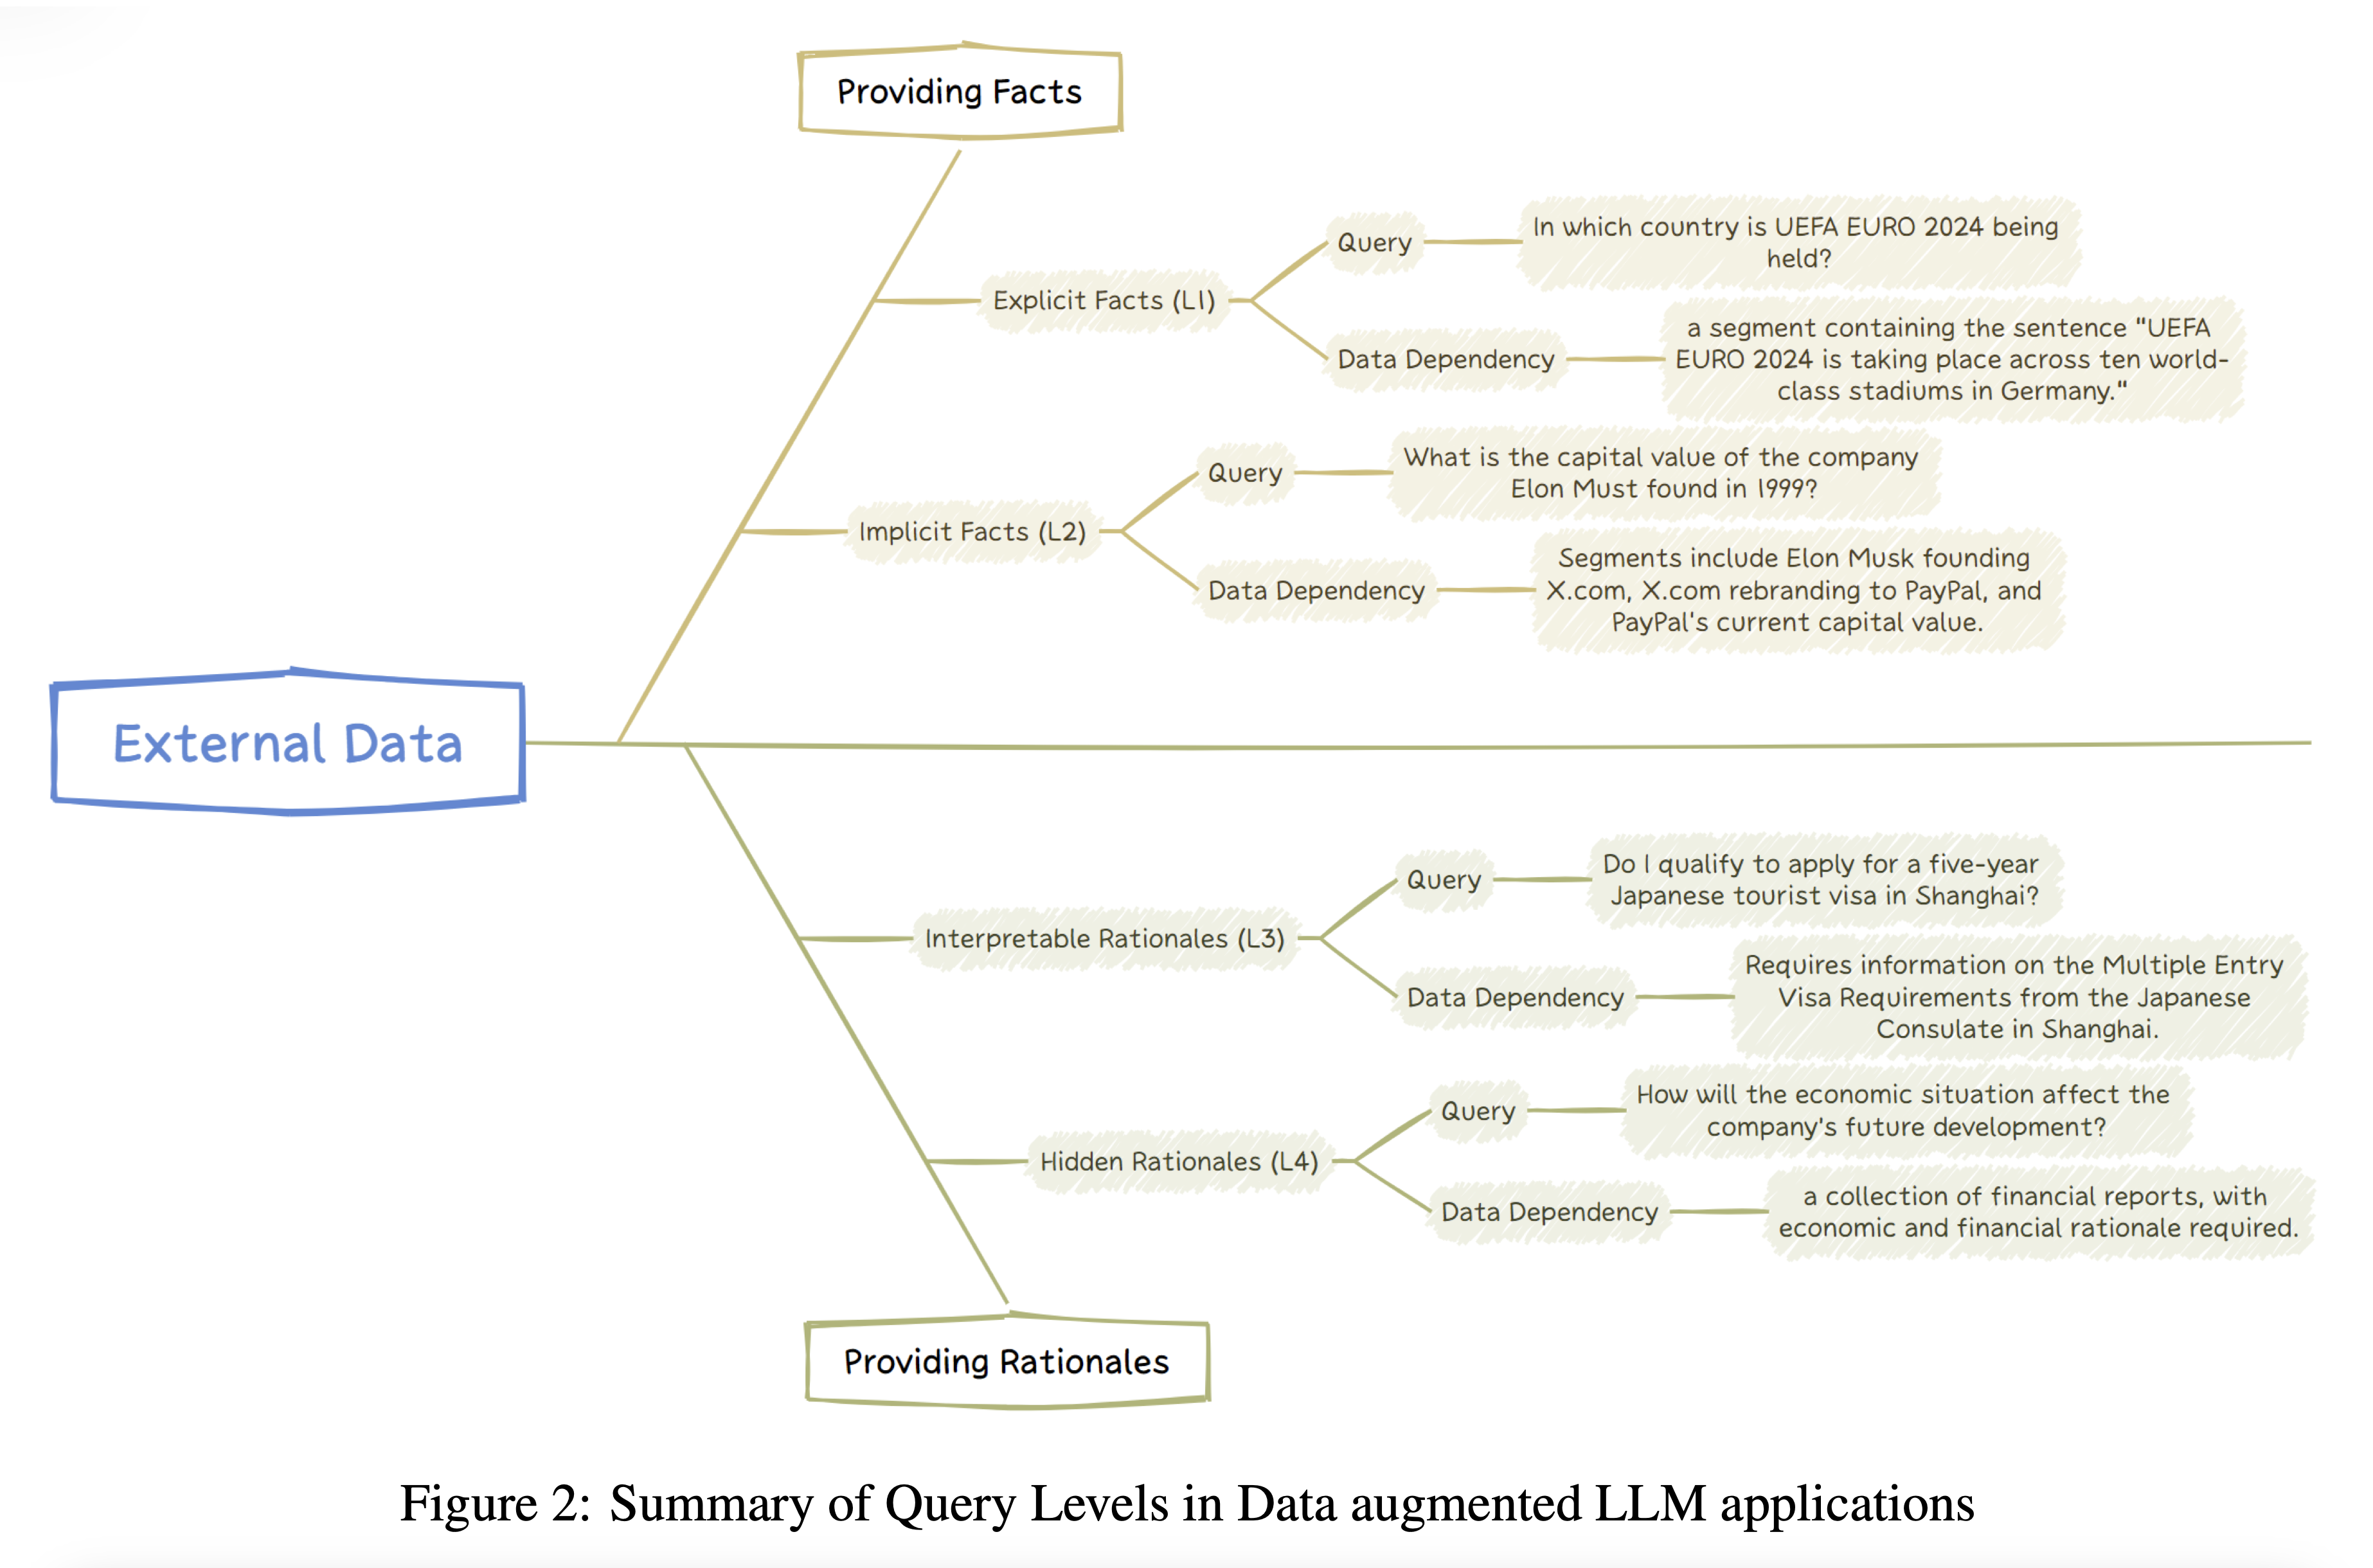 Providing Facts
Explicit Facts (L1)
Query
In which country is UEFA EURO 2024 being
held?
Data Dependency
a segment containing the sentence "UEFA
EURO 2024 is taking place across ten world-
class stadiums in Germany."
Implicit Facts (L2)
Query
What is the capital value of the company
Elon Must found in 1999?
Data Dependency
Segments include Elon Musk founding
X.com, X.com rebranding to PayPal, and
PayPal's current capital value.
External Data
Interpretable Rationales (L3)
Query
Do I qualify to apply for a five-year
Japanese tourist visa in Shanghai?
Data Dependency
Requires information on the Multiple Entry
Visa Requirements from the Japanese
Consulate in Shanghai.
Hidden Rationales (L4)
Query
How will the economic situation affect the
company's future development?
Data Dependency
a collection of financial reports, with
economic and financial rationale required.
Providing Rationales
Figure 2: Summary of Query Levels in Data augmented LLM applications